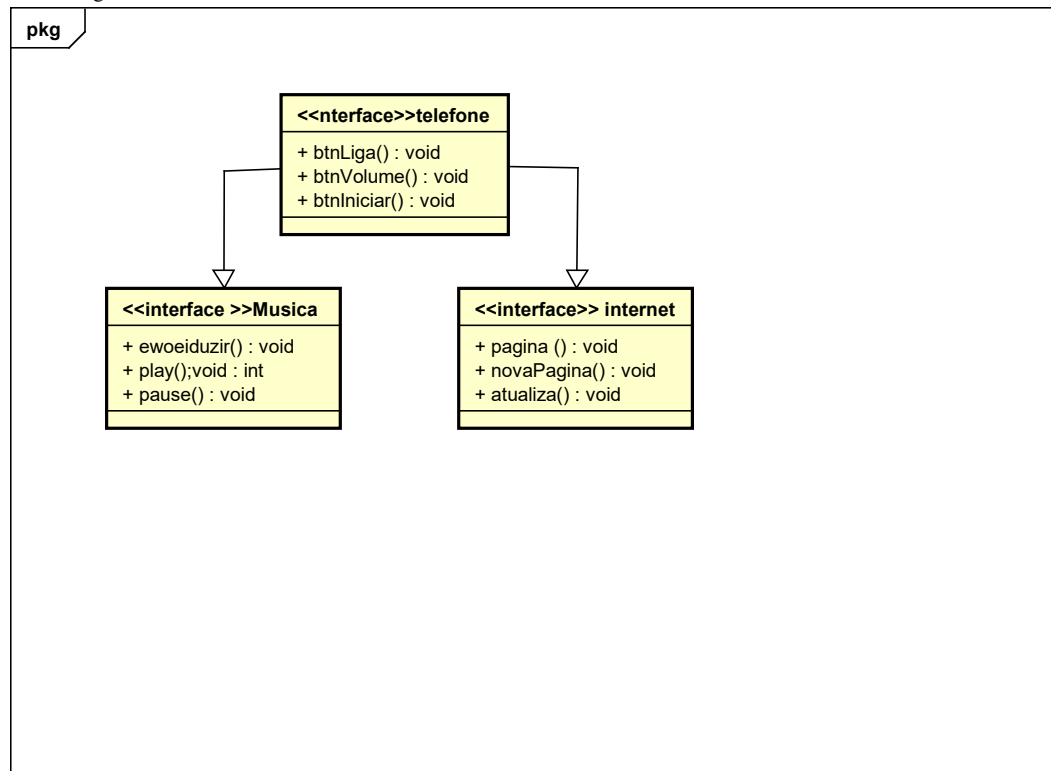 pkg
<<nterface>>telefone
+ btnLiga() : void
+ btnVolume() : void
+ btnIniciar() : void
<<interface >>Musica
+ ewoeiduzir() : void
+ play();void : int
+ pause() : void
<<interface>> internet
+ pagina () : void
+ novaPagina() : void
+ atualiza() : void